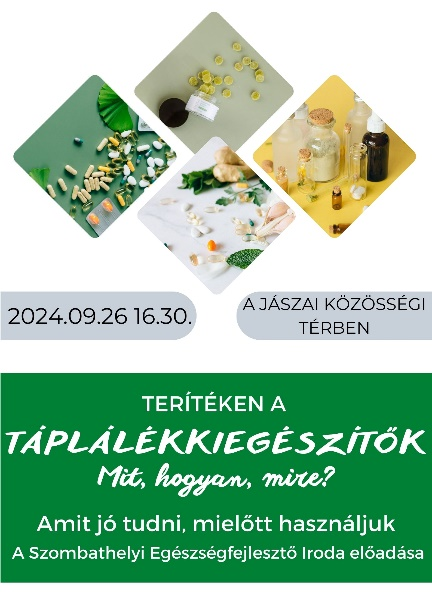 2024.09.26 16.30.
A JÁSZAI KÖZÖSSÉGI
TÉRBEN
TERÍTÉKEN A
TÁPLÁLÉKKIEGÉSZÍTŐK
Mit, hogyan, mire?
Amit jó tudni, mielőtt használjuk
A Szombathelyi Egészségfejlesztő Iroda előadása